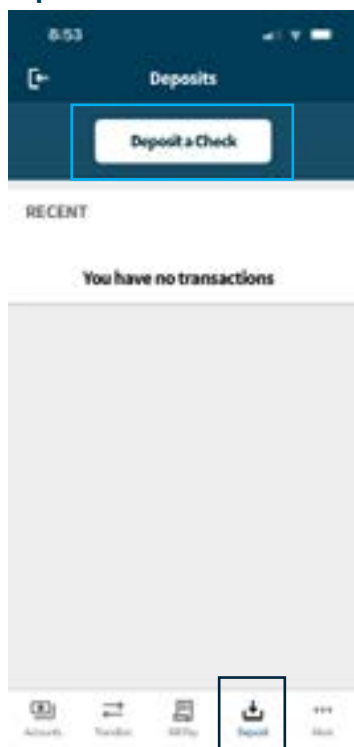 8:53
Deposits
Deposit a Check
RECENT
You have no transactions
Accounts Transfers Bill Pay Deposit More